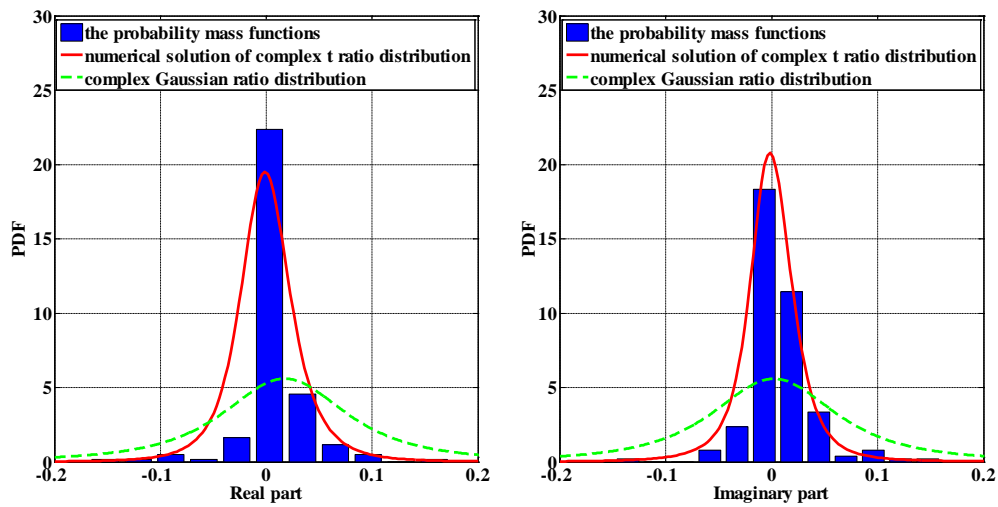 30
the probability mass functions
numerical solution of complex t ratio distribution
complex Gaussian ratio distribution
25
20
15
10
5
0
PDF
-0.2 -0.1 0 0.1 0.2
Real part
30
the probability mass functions
numerical solution of complex t ratio distribution
complex Gaussian ratio distribution
25
20
15
10
5
0
PDF
-0.2 -0.1 0 0.1 0.2
Imaginary part